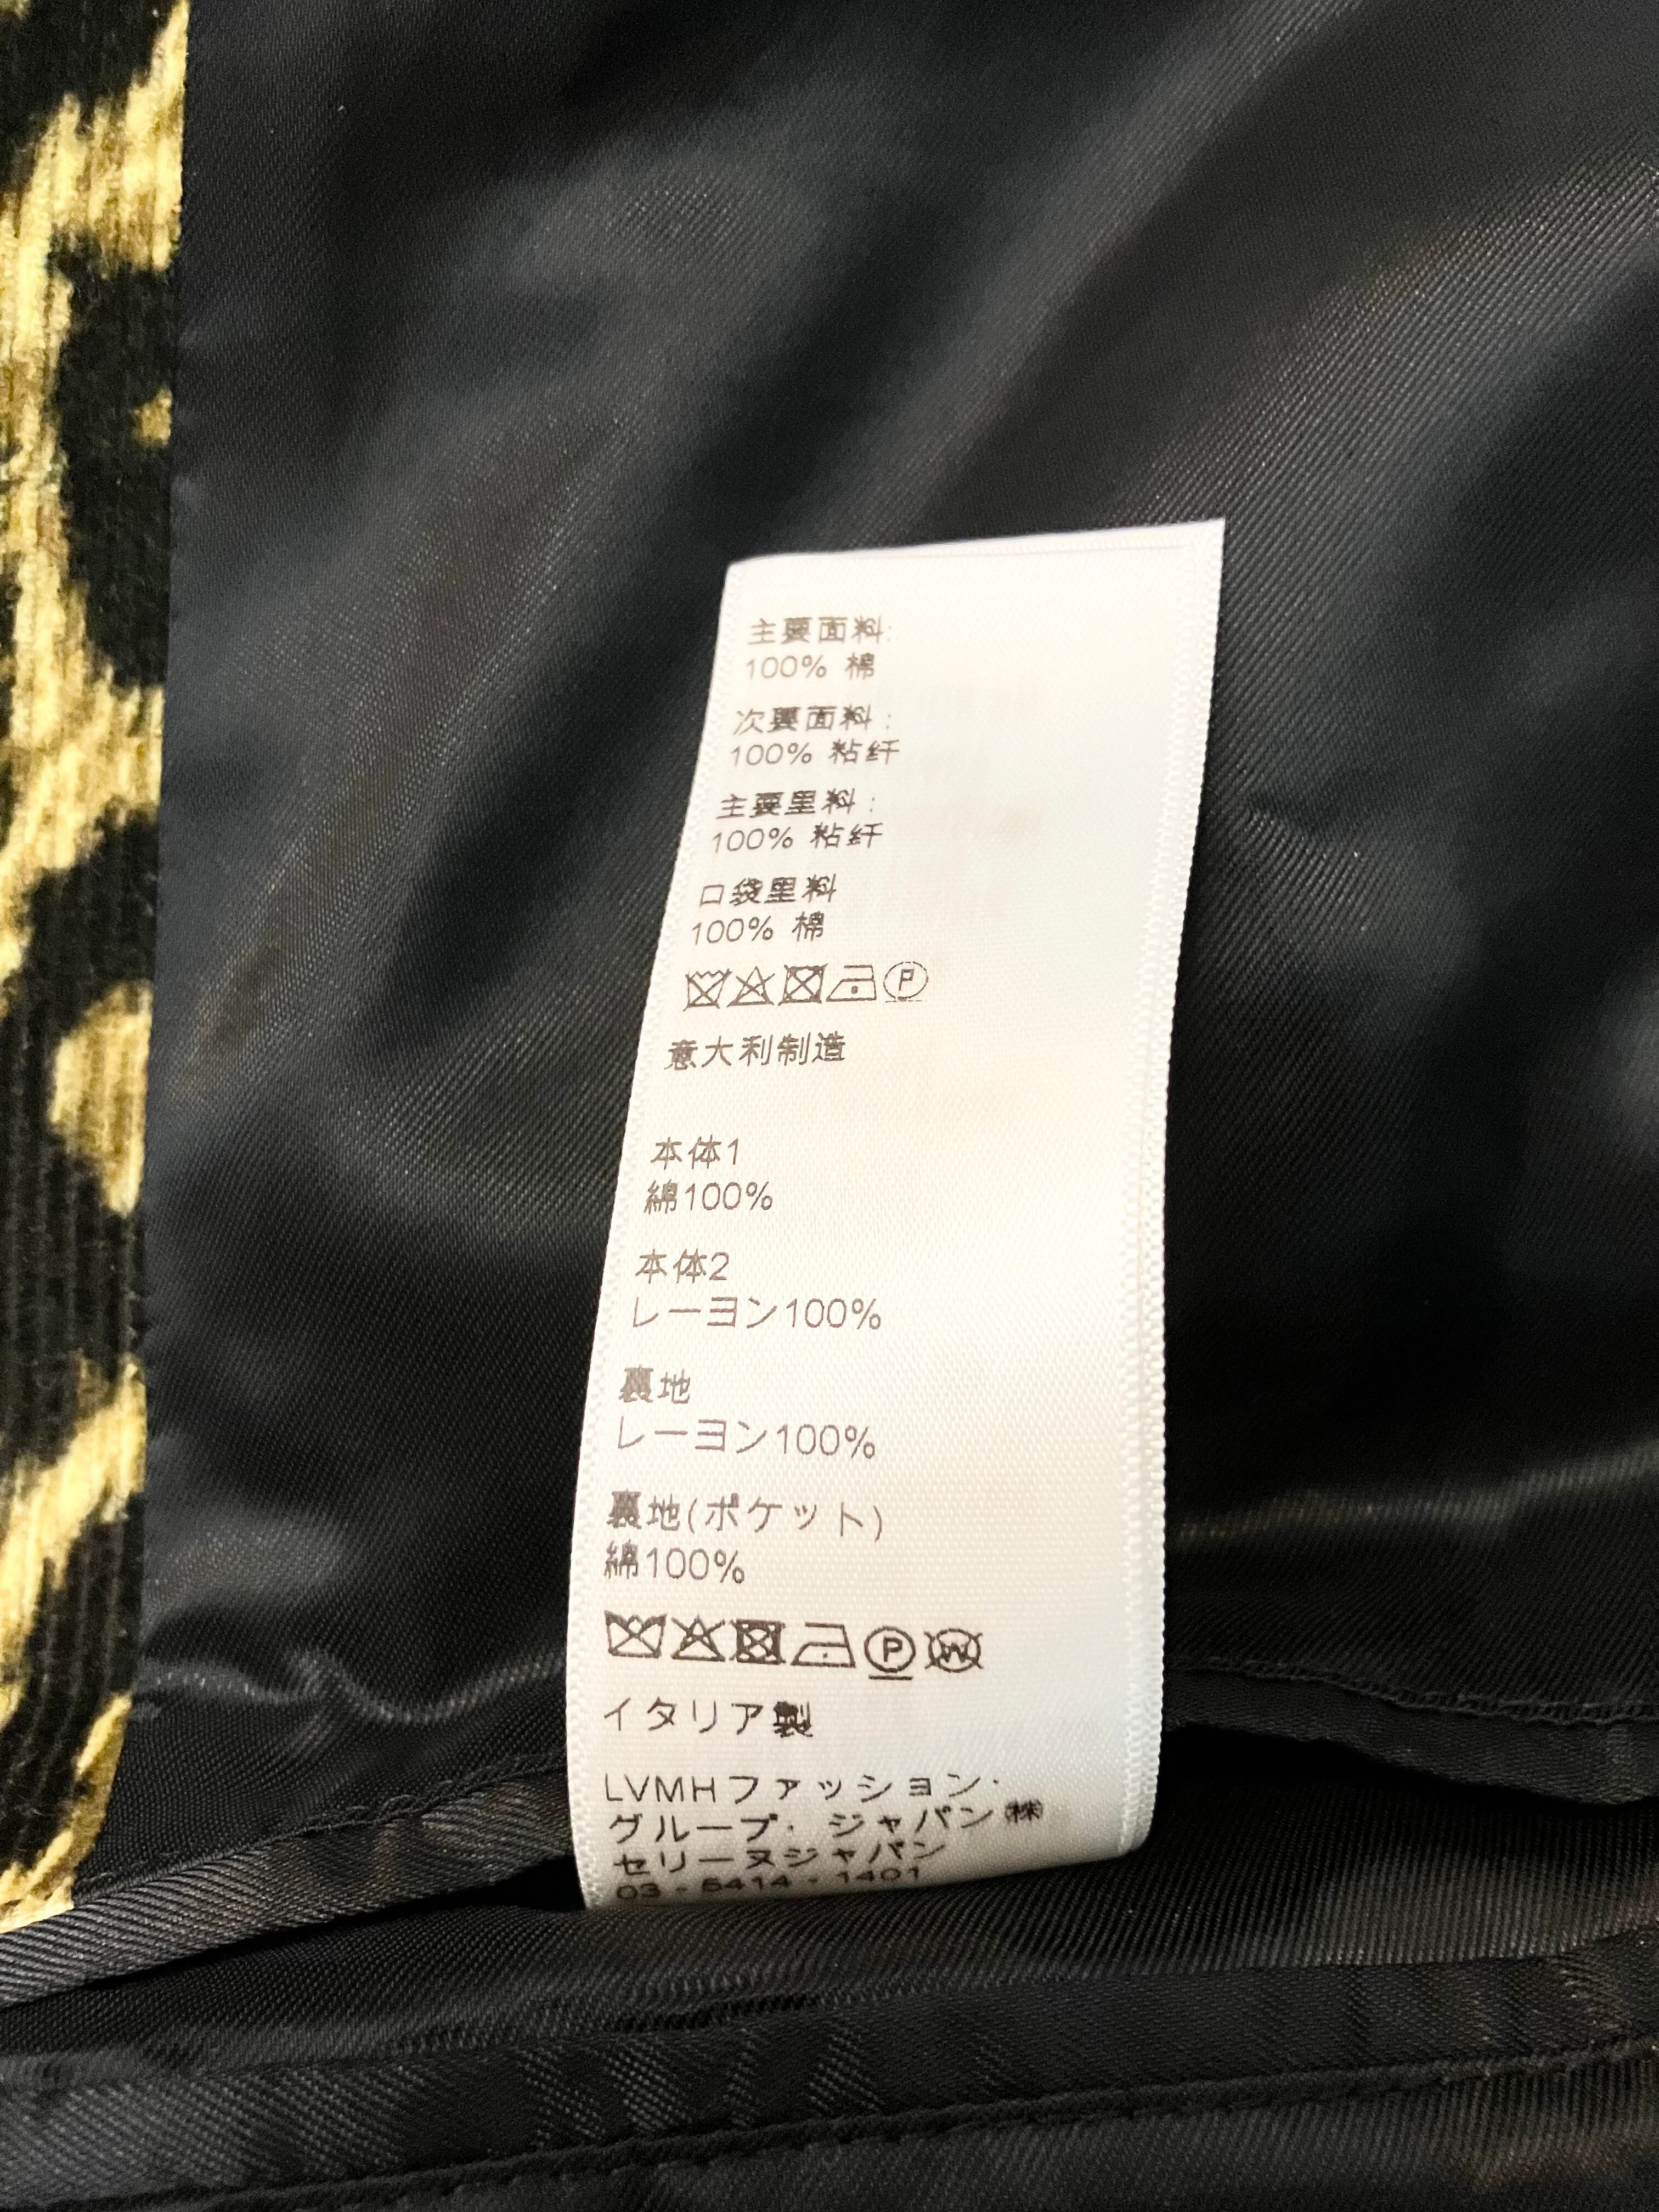 主要面料:
100% 棉
次要面料:
100% 粘纤
主要里料:
100% 粘纤
口袋里料
100% 棉
P
意大利制造
本体1
綿100%
本体2
レーヨン100%
裏地
レーヨン100%
裏地(ポケット)
綿100%
P W
イタリア製
LVMHファッション・
グループ・ジャパン㈱
セリーヌジャパン
03-5414-1401